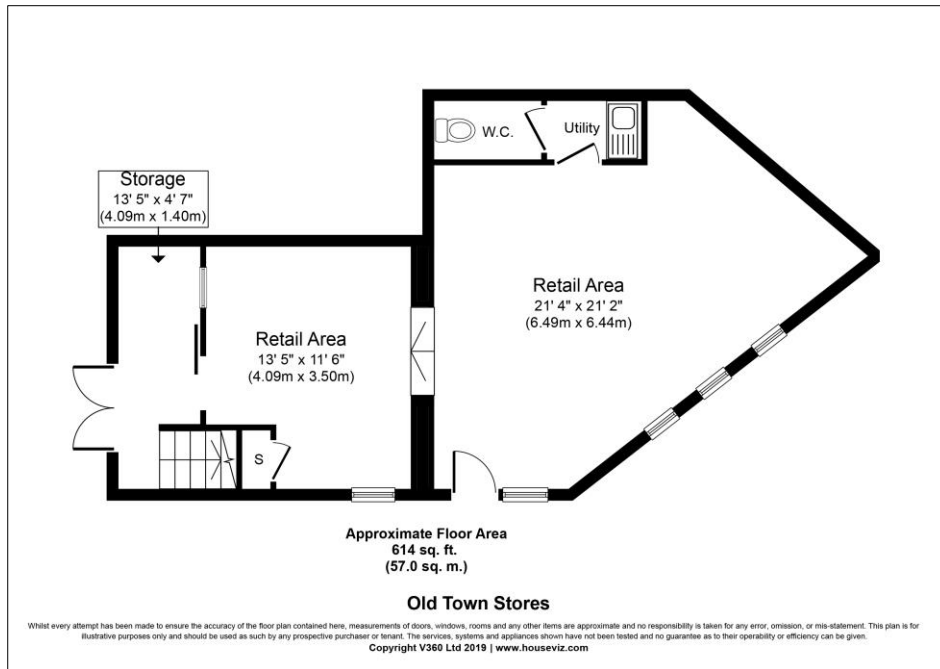 W.C.
Utility
Storage
13' 5" x 4' 7"
(4.09m x 1.40m)
Retail Area
21' 4" x 21' 2"
(6.49m x 6.44m)
Retail Area
13' 5" x 11' 6"
(4.09m x 3.50m)
S
Approximate Floor Area
614 sq. ft.
(57.0 sq. m.)
Old Town Stores
Whilst every attempt has been made to ensure the accuracy of the floor plan contained here, measurements of doors, windows, rooms and any other items are approximate and no responsibility is taken for any error, omission, or mis-statement. This plan is for
illustrative purposes only and should be used as such by any prospective purchaser or tenant. The services, systems and appliances shown have not been tested and no guarantee as to their operability or efficiency can be given.
Copyright V360 Ltd 2019 | www.houseviz.com